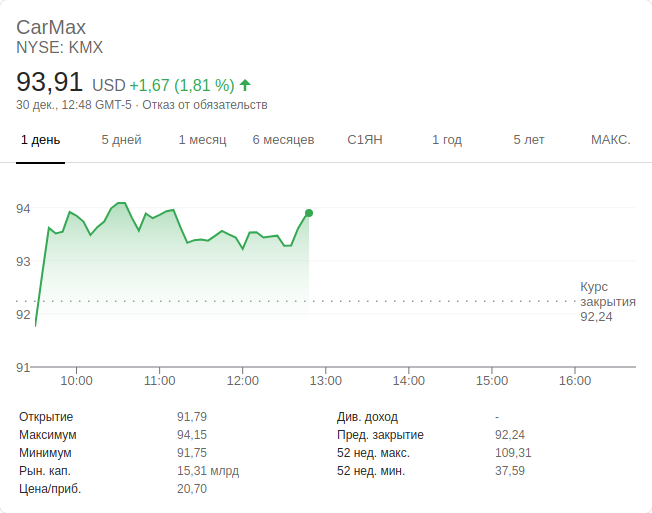 CarMax
NYSE: KMX
93,91 USD +1,67 (1,81 %)
30 дек., 12:48 GMT-5 · Отказ от обязательств
1 день 5 дней 1 месяц 6 месяцев С1ЯН 1 год 5 лет МАКС.
94
93
92
91
Курс
закрытия
92,24
10:00 11:00 12:00 13:00 14:00 15:00 16:00
Открытие 91,79 Див. доход -
Максимум 94,15 Пред. закрытие 92,24
Минимум 91,75 52 нед. макс. 109,31
Рын. кап. 15,31 млрд 52 нед. мин. 37,59
Цена/приб. 20,70